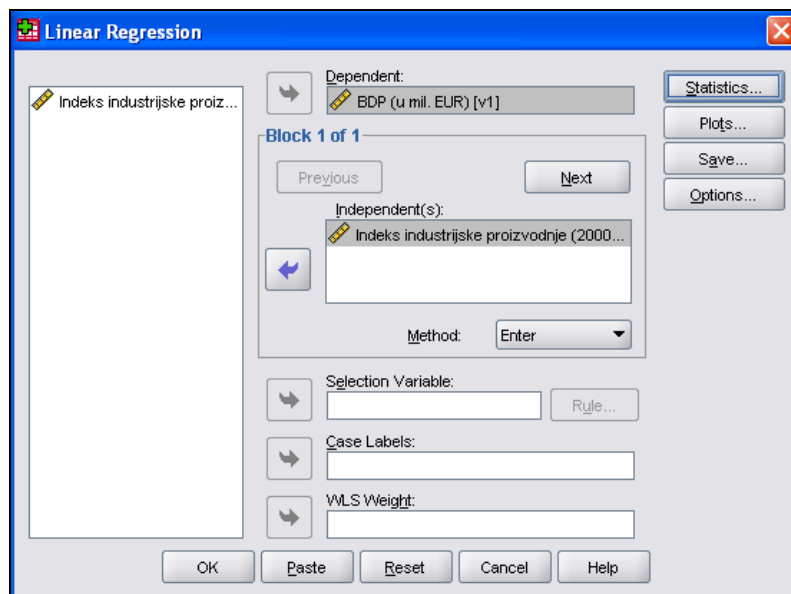 Linear Regression
Indeks industrijske proiz...
Dependent:
BDP (u mil. EUR) [v1]
Block 1 of 1
Previous
Next
Independent(s):
Indeks industrijske proizvodnje (2000...
Method:
Enter
Selection Variable:
Rule...
Case Labels:
WLS Weight:
Statistics...
Plots...
Save...
Options...
OK
Paste
Reset
Cancel
Help